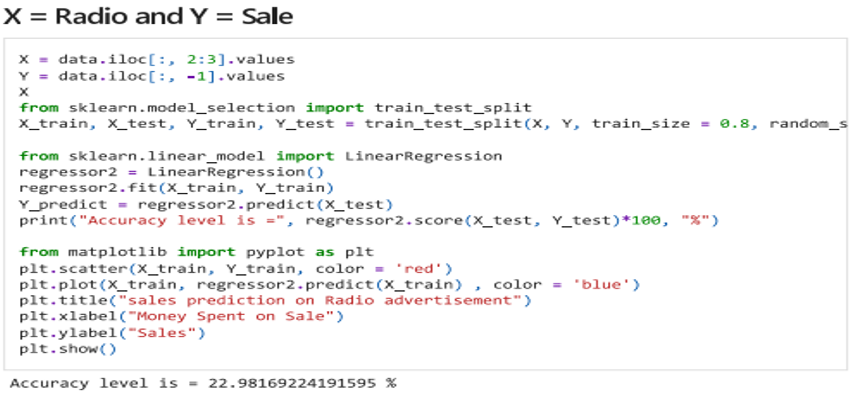 X = Radio and Y = Sale
X = data.iloc[:, 2:3].values
Y = data.iloc[:, -1].values
X
from sklearn.model_selection import train_test_split
X_train, X_test, Y_train, Y_test = train_test_split(X, Y, train_size = 0.8, random_s
from sklearn.linear_model import LinearRegression
regressor2 = LinearRegression()
regressor2.fit(X_train, Y_train)
Y_predict = regressor2.predict(X_test)
print("Accuracy level is =", regressor2.score(X_test, Y_test)*100, "%")
from matplotlib import pyplot as plt
plt.scatter(X_train, Y_train, color = 'red')
plt.plot(X_train, regressor2.predict(X_train) , color = 'blue')
plt.title("sales prediction on Radio advertisement")
plt.xlabel("Money Spent on Sale")
plt.ylabel("Sales")
plt.show()
Accuracy level is = 22.98169224191595 %